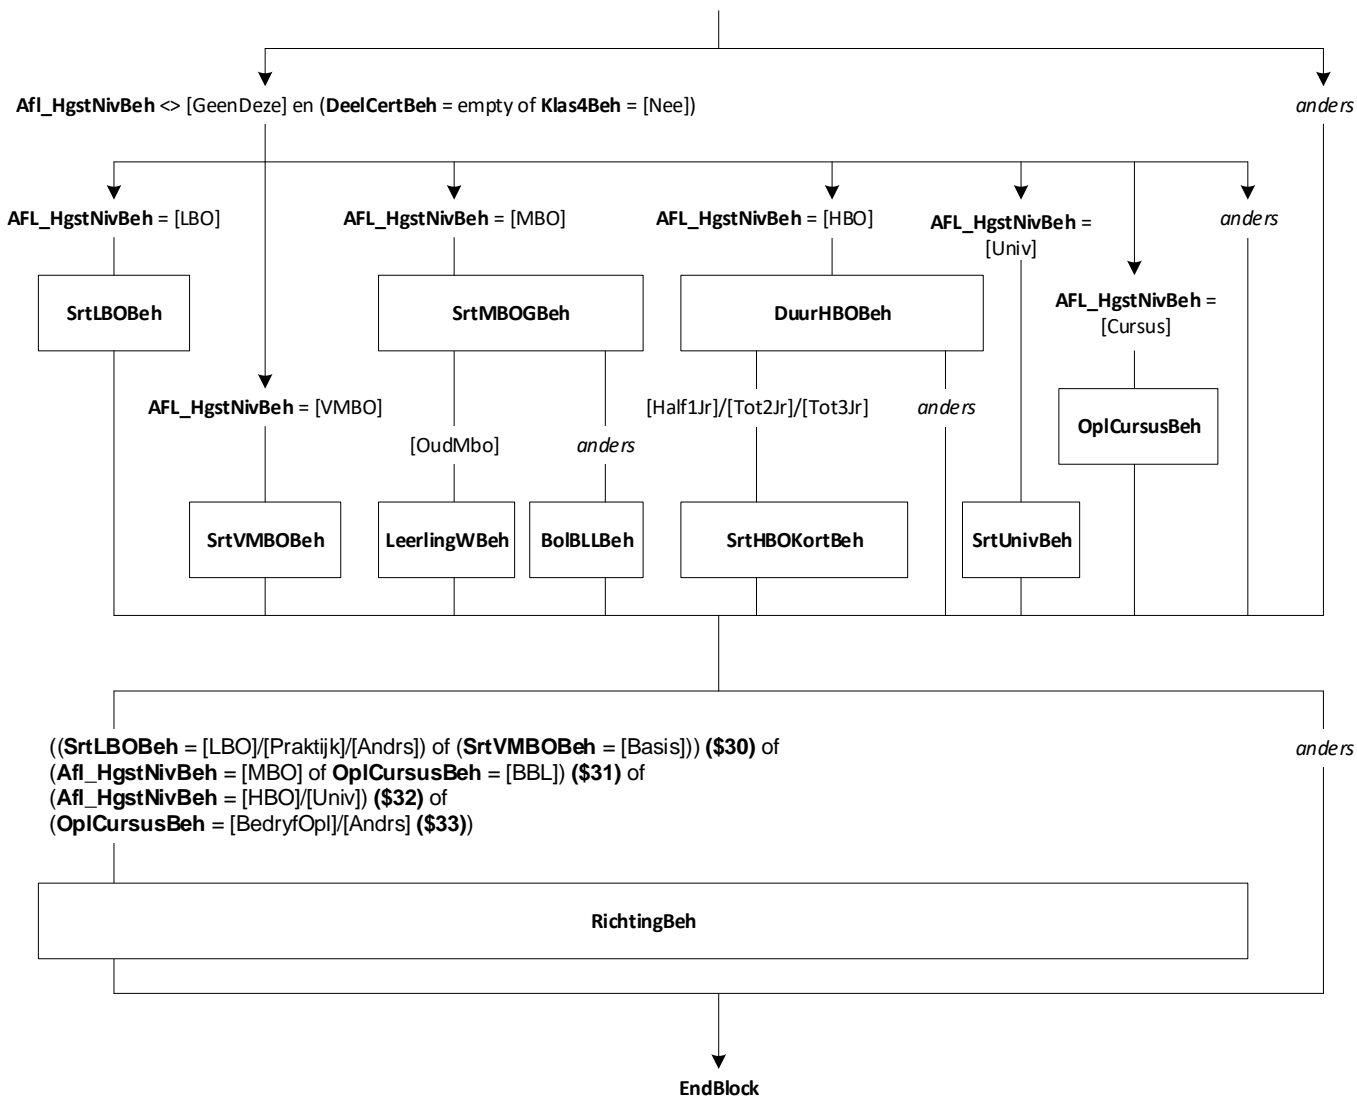 Afl_HgstNivBeh <> [GeenDeze] en (DeelCertBeh = empty of Klas4Beh = [Nee])
anders
AFL_HgstNivBeh = [LBO]
AFL_HgstNivBeh = [MBO]
AFL_HgstNivBeh = [HBO]
AFL_HgstNivBeh =
[Univ]
anders
SrtLBOBeh
SrtMBOGBeh
DuurHBOBeh
AFL_HgstNivBeh =
[Cursus]
AFL_HgstNivBeh = [VMBO]
[Half1Jr]/[Tot2Jr]/[Tot3Jr]
anders
OplCursusBeh
[OudMbo]
anders
SrtVMBOBeh
LeerlingWBeh
BolBLLBeh
SrtHBOKortBeh
SrtUnivBeh
((SrtLBOBeh = [LBO]/[Praktijk]/[Andrs]) of (SrtVMBOBeh = [Basis])) ($30) of
(Afl_HgstNivBeh = [MBO] of OplCursusBeh = [BBL]) ($31) of
(Afl_HgstNivBeh = [HBO]/[Univ]) ($32) of
(OplCursusBeh = [BedryfOpl]/[Andrs] ($33))
anders
RichtingBeh
EndBlock